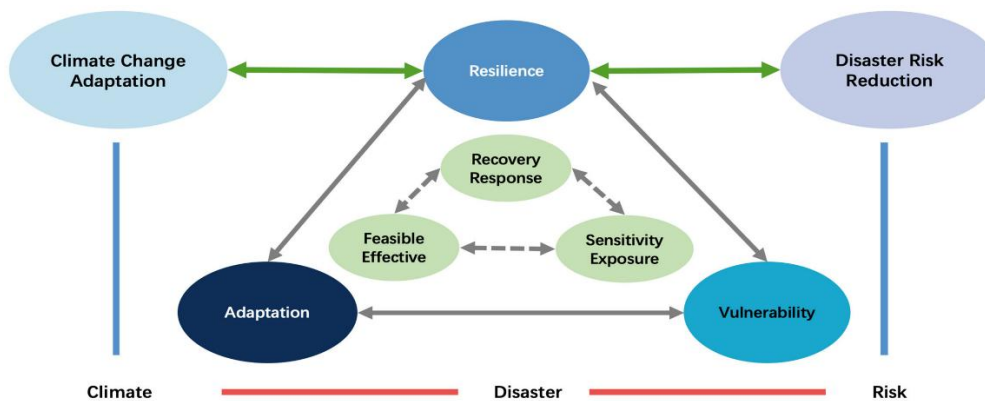 Climate Change
Adaptation
Resilience
Disaster Risk
Reduction
Recovery
Response
Feasible
Effective
Sensitivity
Exposure
Adaptation
Vulnerability
Climate
Disaster
Risk